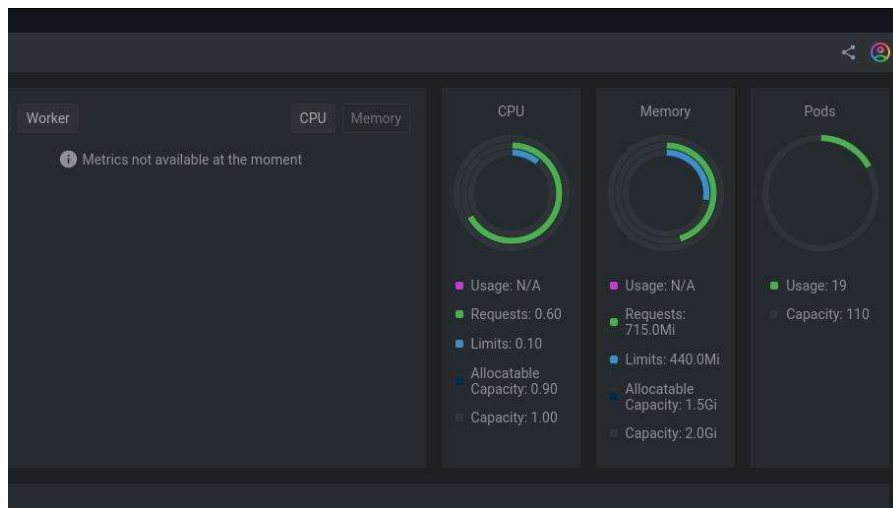 Worker
CPU
Memory
Metrics not available at the moment
CPU
Usage: N/A
Requests: 0.60
Limits: 0.10
Allocatable
Capacity: 0.90
Capacity: 1.00
Memory
Usage: N/A
Requests:
715.0Mi
Limits: 440.0Mi
Allocatable
Capacity: 1.5Gi
Capacity: 2.0Gi
Pods
Usage: 19
Capacity: 110